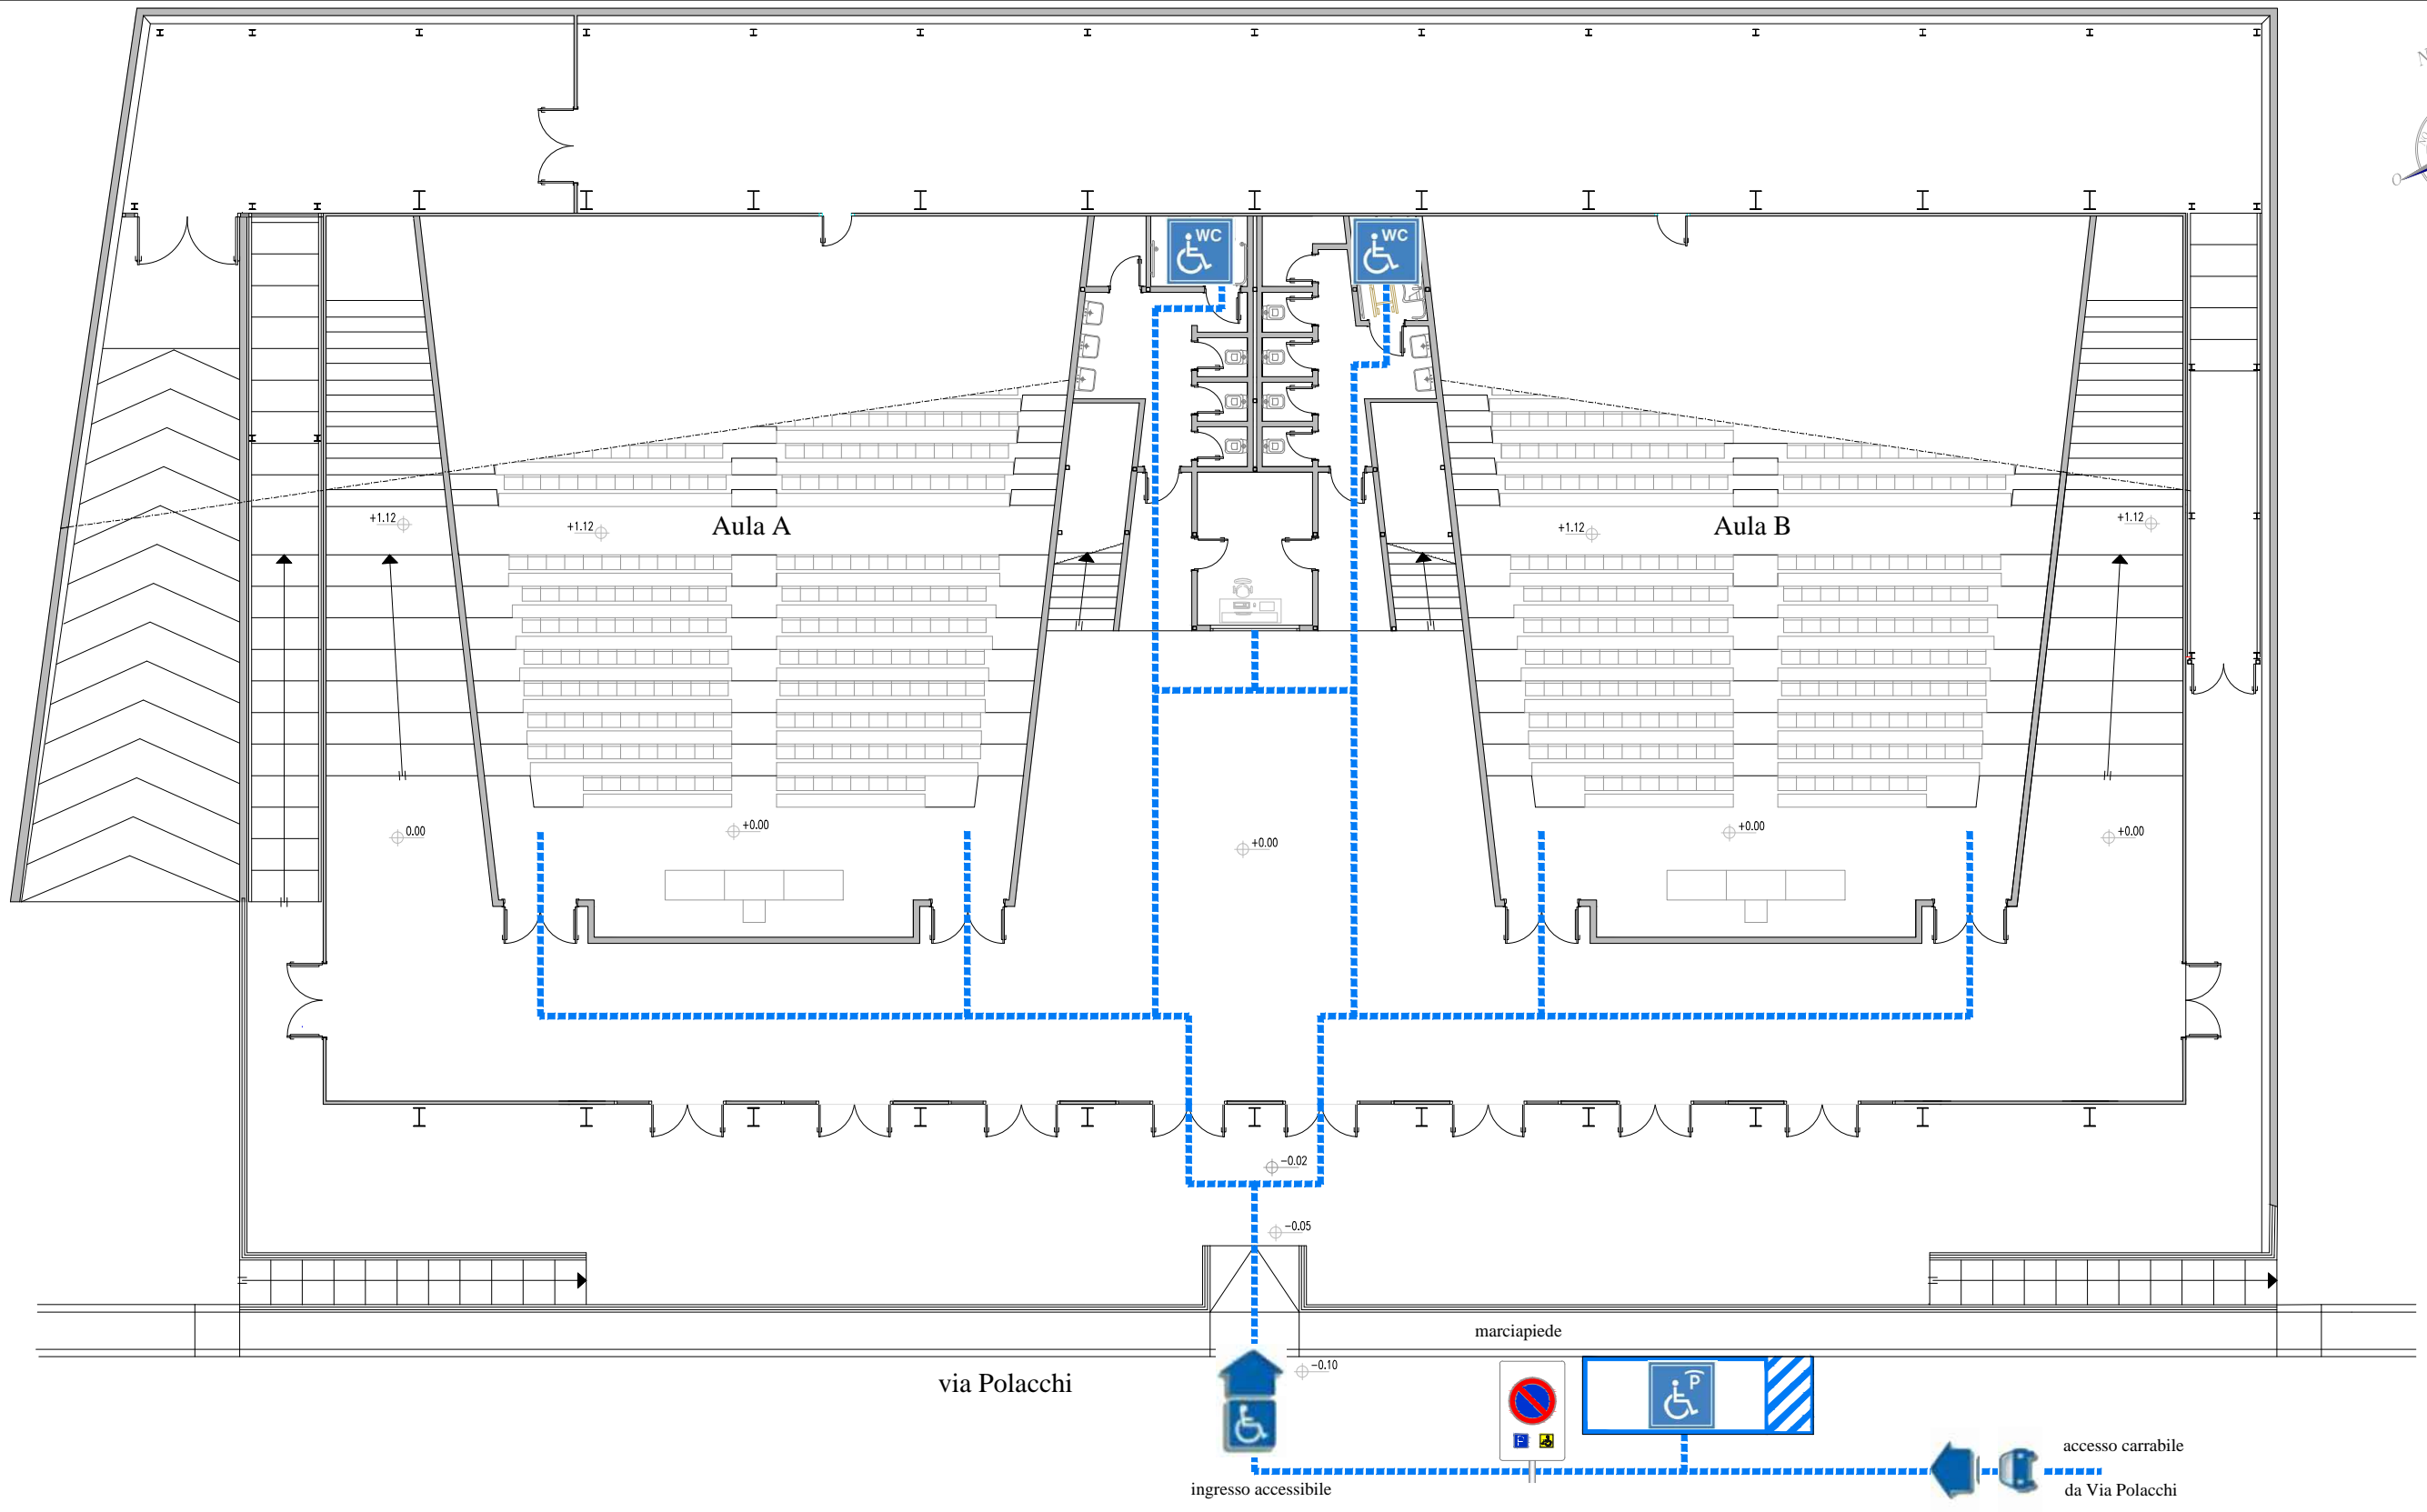 N
O
WC
WC
+1.12
+1.12
Aula A
+1.12
Aula B
+1.12
0.00
+0.00
+0.00
+0.00
+0.00
-0.02
-0.05
marciapiede
-0.10
via Polacchi
P
accesso carrabile
ingresso accessibile
da Via Polacchi